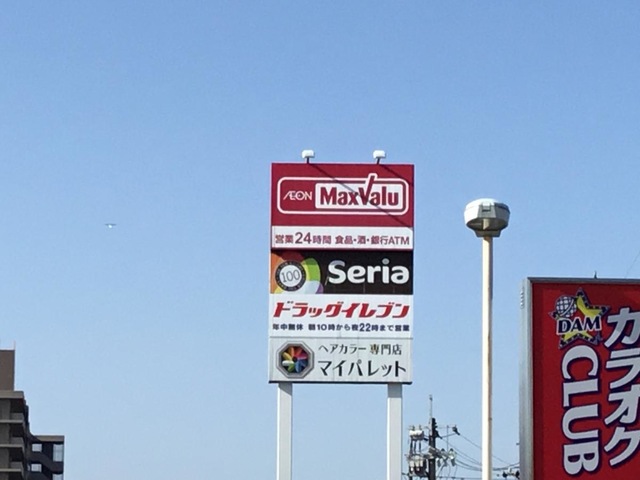 ÆON MaxValu
営業24時間 食品・酒・銀行ATM
100 Seria
ドラッグイレブン
年中無休 朝10時から夜22時まで営業
ヘアカラー専門店
マイパレット
DAM
カラオケ
CLUB